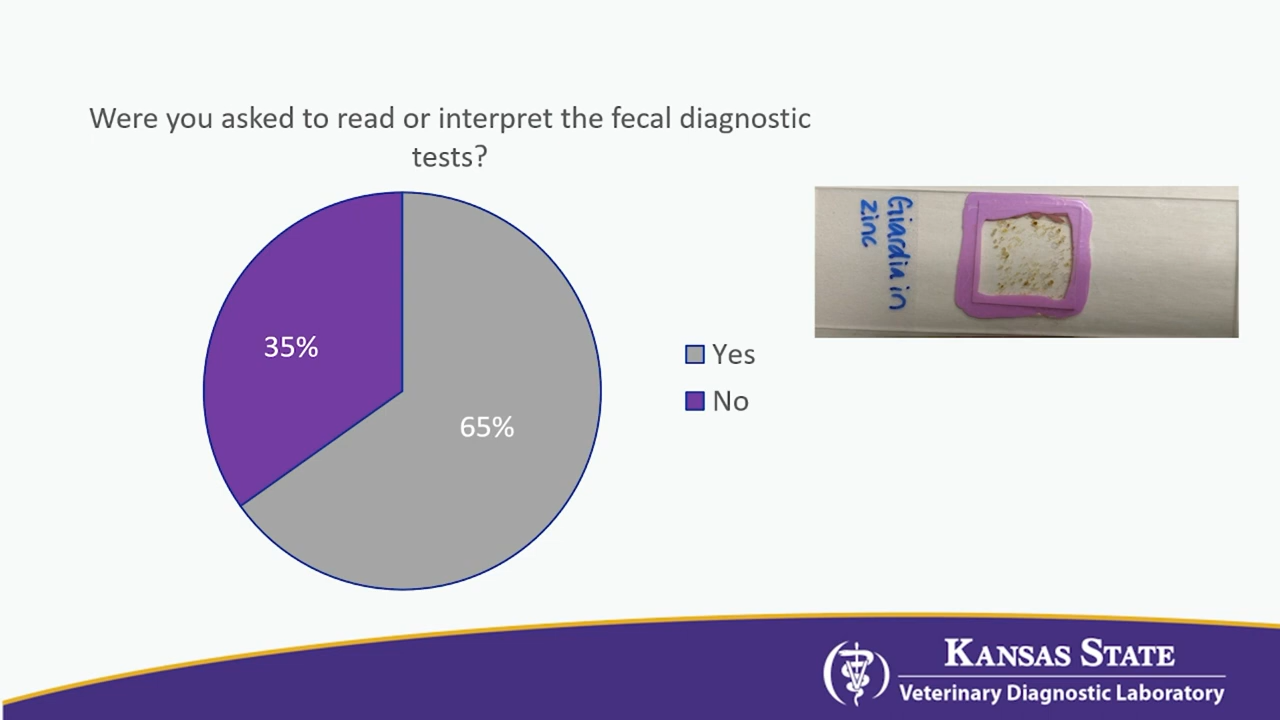 Were you asked to read or interpret the fecal diagnostic
tests?
35%
65%
Yes
No
Giardia in
zinc
KANSAS STATE
Veterinary Diagnostic Laboratory